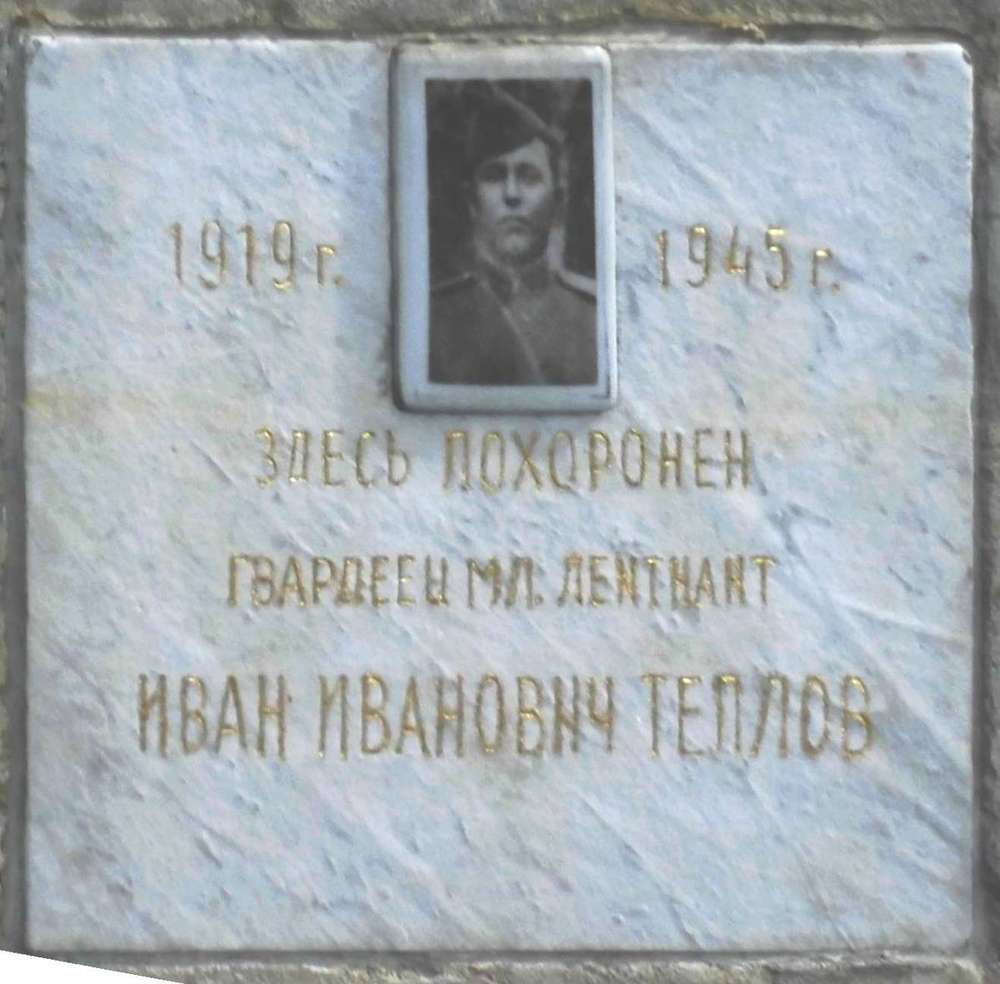 1919 г. 1945 г.
ЗДЕСЬ ПОХОРОНЕН
ГВАРДЕЕЦ МЛ. ЛЕЙТНАНТ
ИВАН ИВАНОВИЧ ТЕПЛОВ